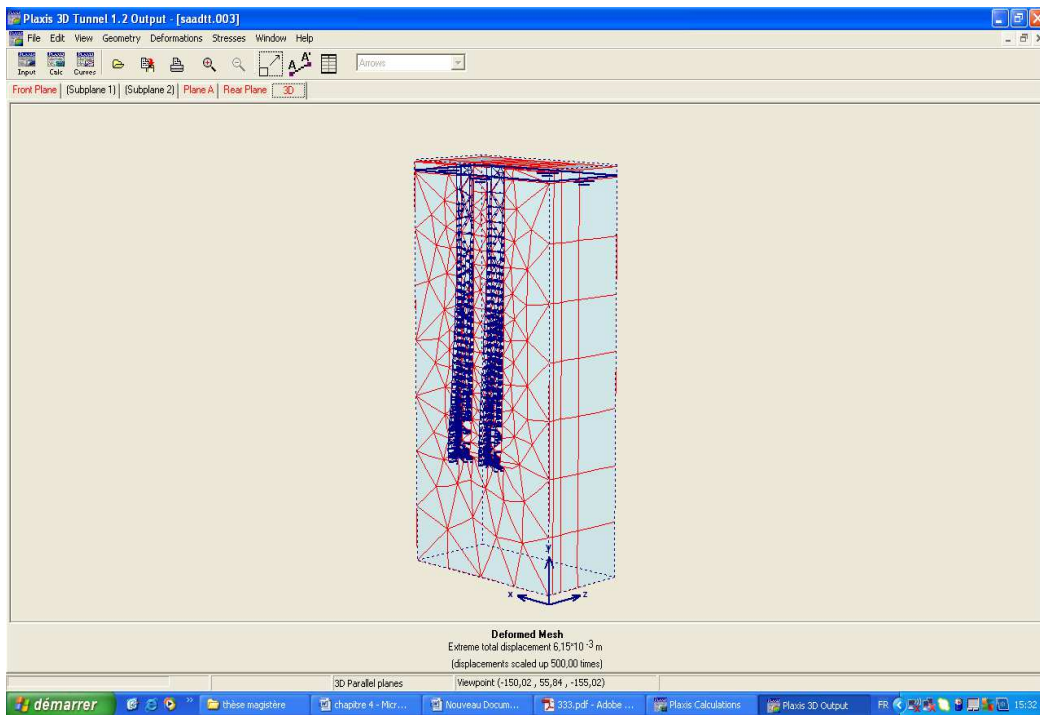 Plaxis 3D Tunnel 1.2 Output - [saadtt.003]
File Edit View Geometry Deformations Stresses Window Help
Input Calc Curves Arrows
Front Plane (Subplane 1) (Subplane 2) Plane A Rear Plane 3D
y
x z
Deformed Mesh
Extreme total displacement 6,15*10 -3 m
(displacements scaled up 500,00 times)
3D Parallel planes Viewpoint (-150,02 , 55,84 , -155,02)
démarrer thèse magistère chapitre 4 - Micr... Nouveau Docum... 333.pdf - Adobe ... Plaxis Calculations Plaxis 3D Output FR 15:32